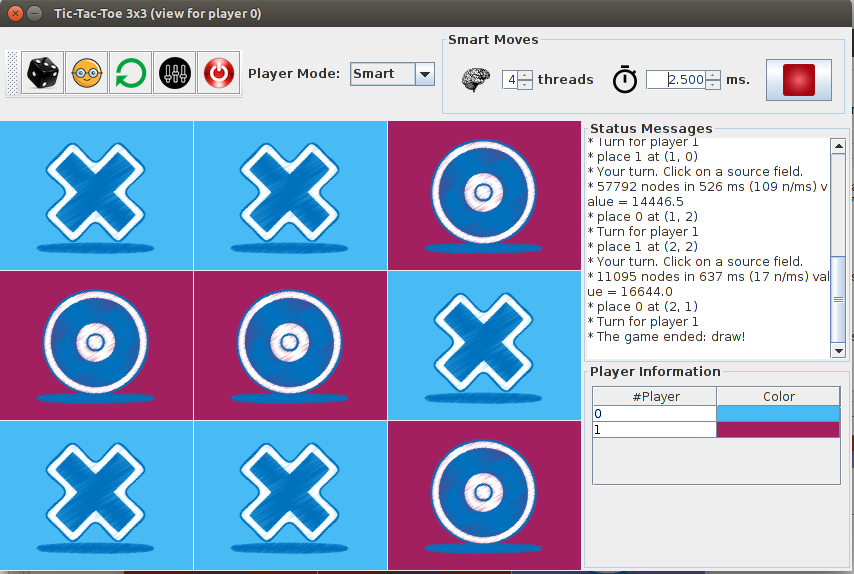 Tic-Tac-Toe 3x3 (view for player 0)
Smart Moves
Player Mode: Smart
4 threads
2.500 ms.
Status Messages
* Turn for player 1
* place 1 at (1, 0)
* Your turn. Click on a source field.
* 57792 nodes in 526 ms (109 n/ms) v
alue = 14446.5
* place 0 at (1, 2)
* Turn for player 1
* place 1 at (2, 2)
* Your turn. Click on a source field.
* 11095 nodes in 637 ms (17 n/ms) val
ue = 16644.0
* place 0 at (2, 1)
* Turn for player 1
* The game ended: draw!
Player Information
#Player Color
0
1